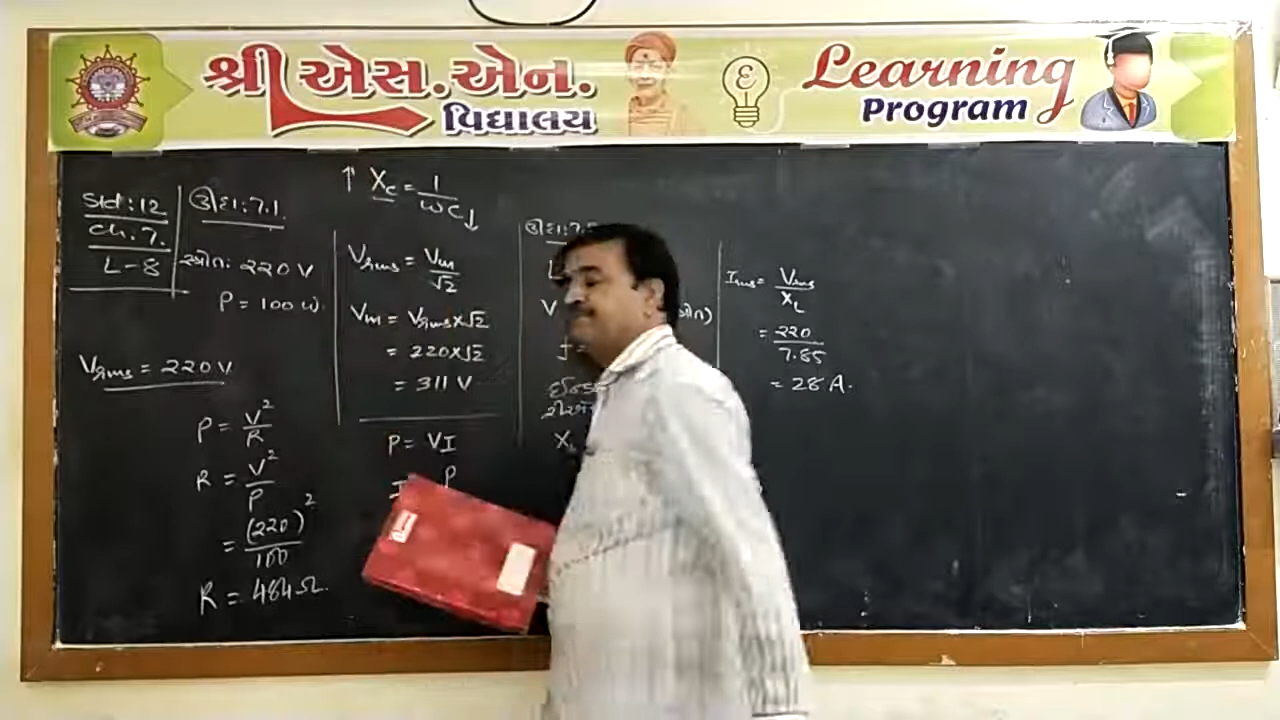 શ્રી એસ. એન.
વિદ્યાલય
Learning
Program
Std: 12
Ch. 7.
L-8
ઉદા: 7.1.
સ્ત્રોત: 220 V
P = 100 W.
Vrms = 220 V
P = V²/R
R = V²/P
= (220)²/100
R = 484 Ω.
↑ Xc = 1/ωC↓
Vrms = Vm/√2
Vm = Vrms×√2
= 220×√2
= 311 V
P = VI
P
ઉદા: 7.
V
Irms = Vrms/XL
= 220/7.85
= 28 A.